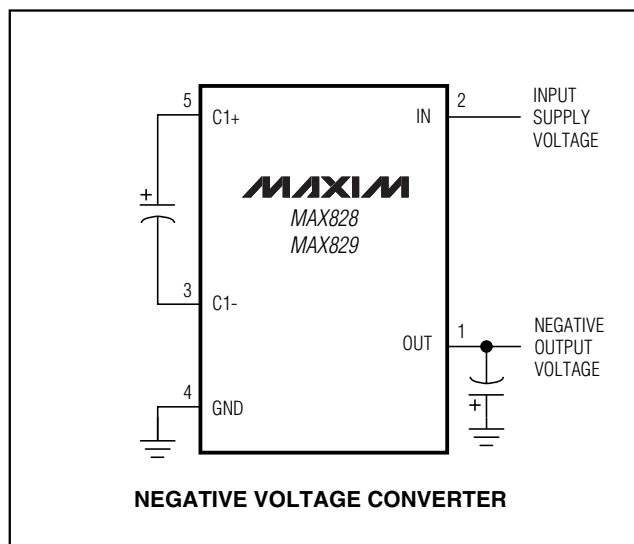 5
C1+
IN
2
INPUT
SUPPLY
VOLTAGE
+
MAXIM
MAX828
MAX829
3
C1-
OUT
1
NEGATIVE
OUTPUT
VOLTAGE
4
GND
+
NEGATIVE VOLTAGE CONVERTER